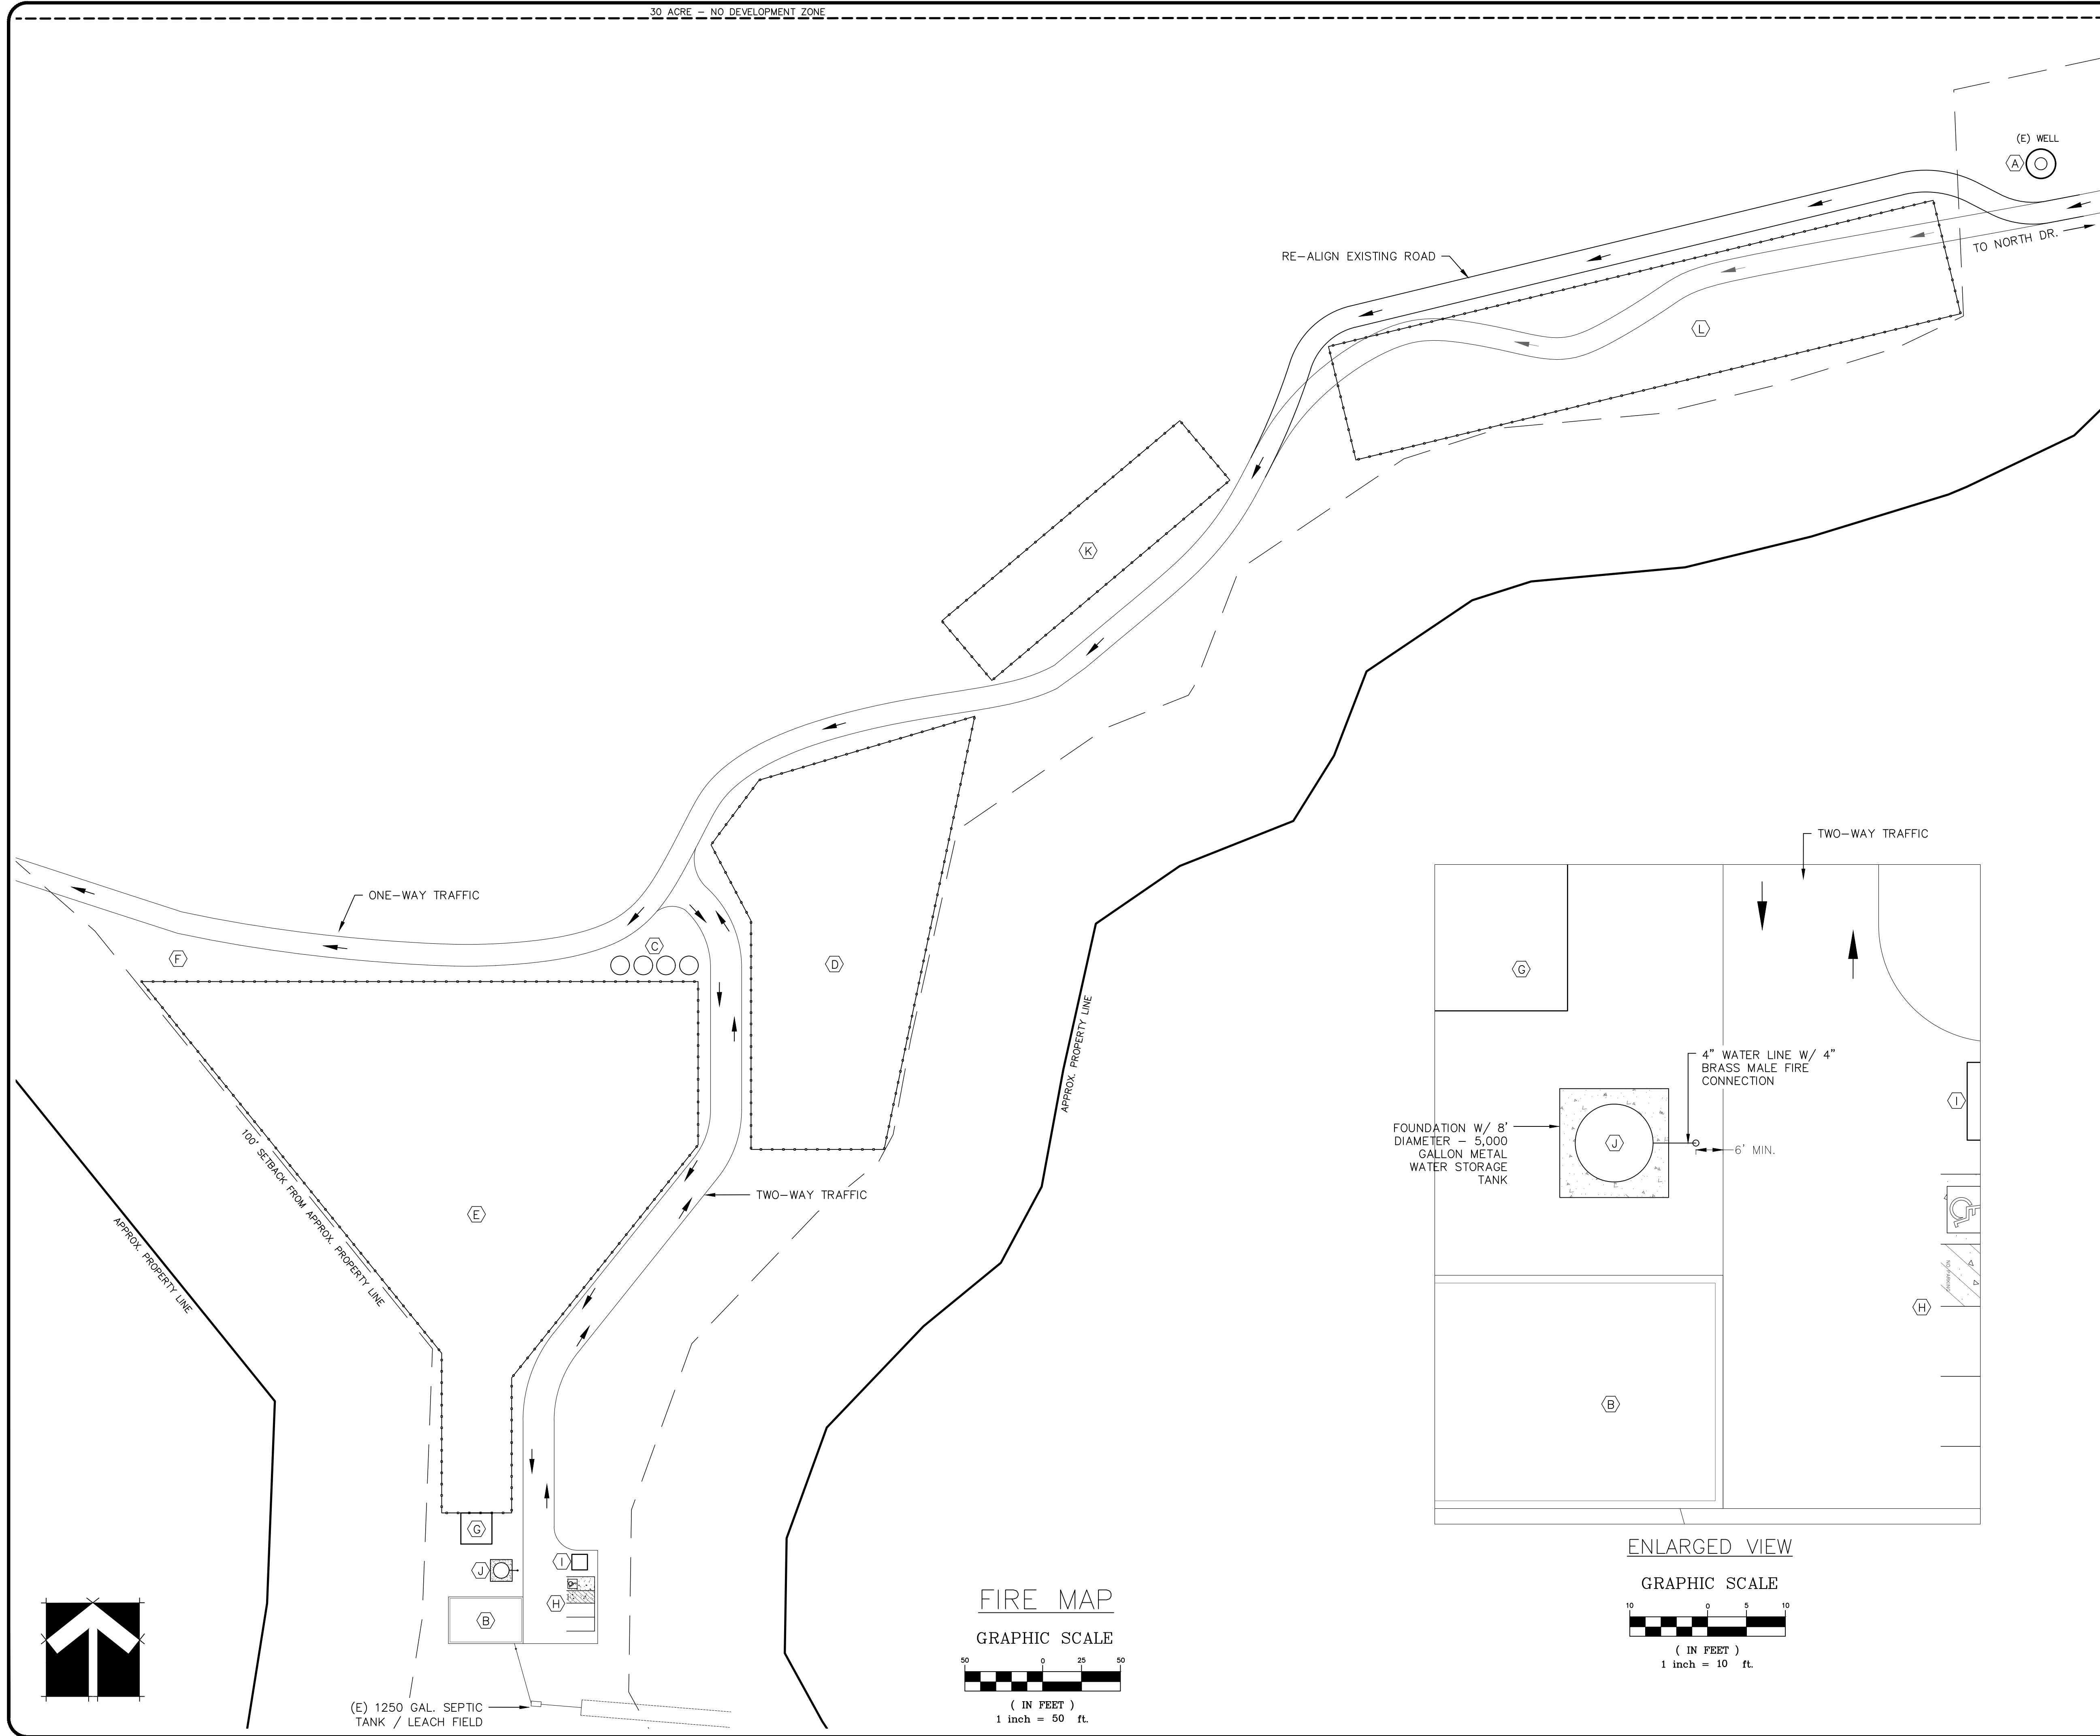 30 ACRE - NO DEVELOPMENT ZONE
(E) WELL
A
TO NORTH DR.
RE-ALIGN EXISTING ROAD
L
K
ONE-WAY TRAFFIC
F
C
D
APPROX. PROPERTY LINE
E
100' SETBACK FROM APPROX. PROPERTY LINE
APPROX. PROPERTY LINE
TWO-WAY TRAFFIC
G
J
I
H
B
(E) 1250 GAL. SEPTIC
TANK / LEACH FIELD
FIRE MAP
GRAPHIC SCALE
50 0 25 50
( IN FEET )
1 inch = 50 ft.
TWO-WAY TRAFFIC
G
4" WATER LINE W/ 4"
BRASS MALE FIRE
CONNECTION
I
FOUNDATION W/ 8'
DIAMETER - 5,000
GALLON METAL
WATER STORAGE
TANK
J
6' MIN.
NO PARKING
H
B
ENLARGED VIEW
GRAPHIC SCALE
10 0 5 10
( IN FEET )
1 inch = 10 ft.